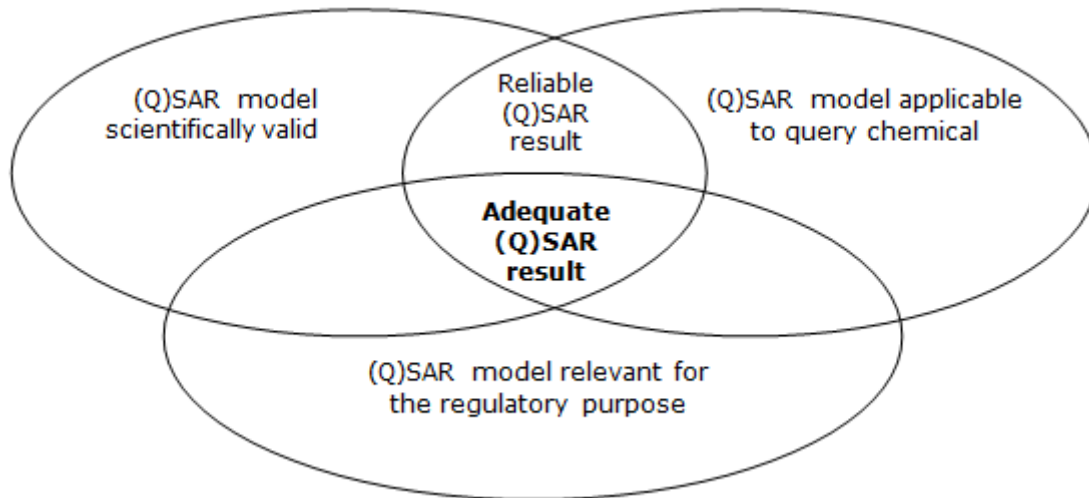 (Q)SAR model
scientifically valid
Reliable
(Q)SAR
result
(Q)SAR model applicable
to query chemical
Adequate
(Q)SAR
result
(Q)SAR model relevant for
the regulatory purpose